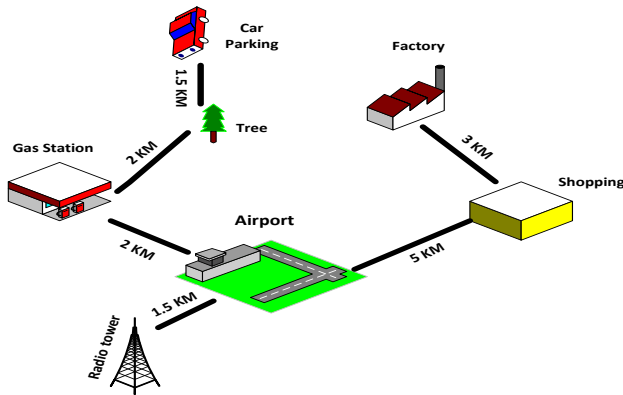 Car
Parking
Factory
1.5 KM
Tree
Gas Station
2 KM
3 KM
Shopping
Airport
2 KM
5 KM
1.5 KM
Radio tower